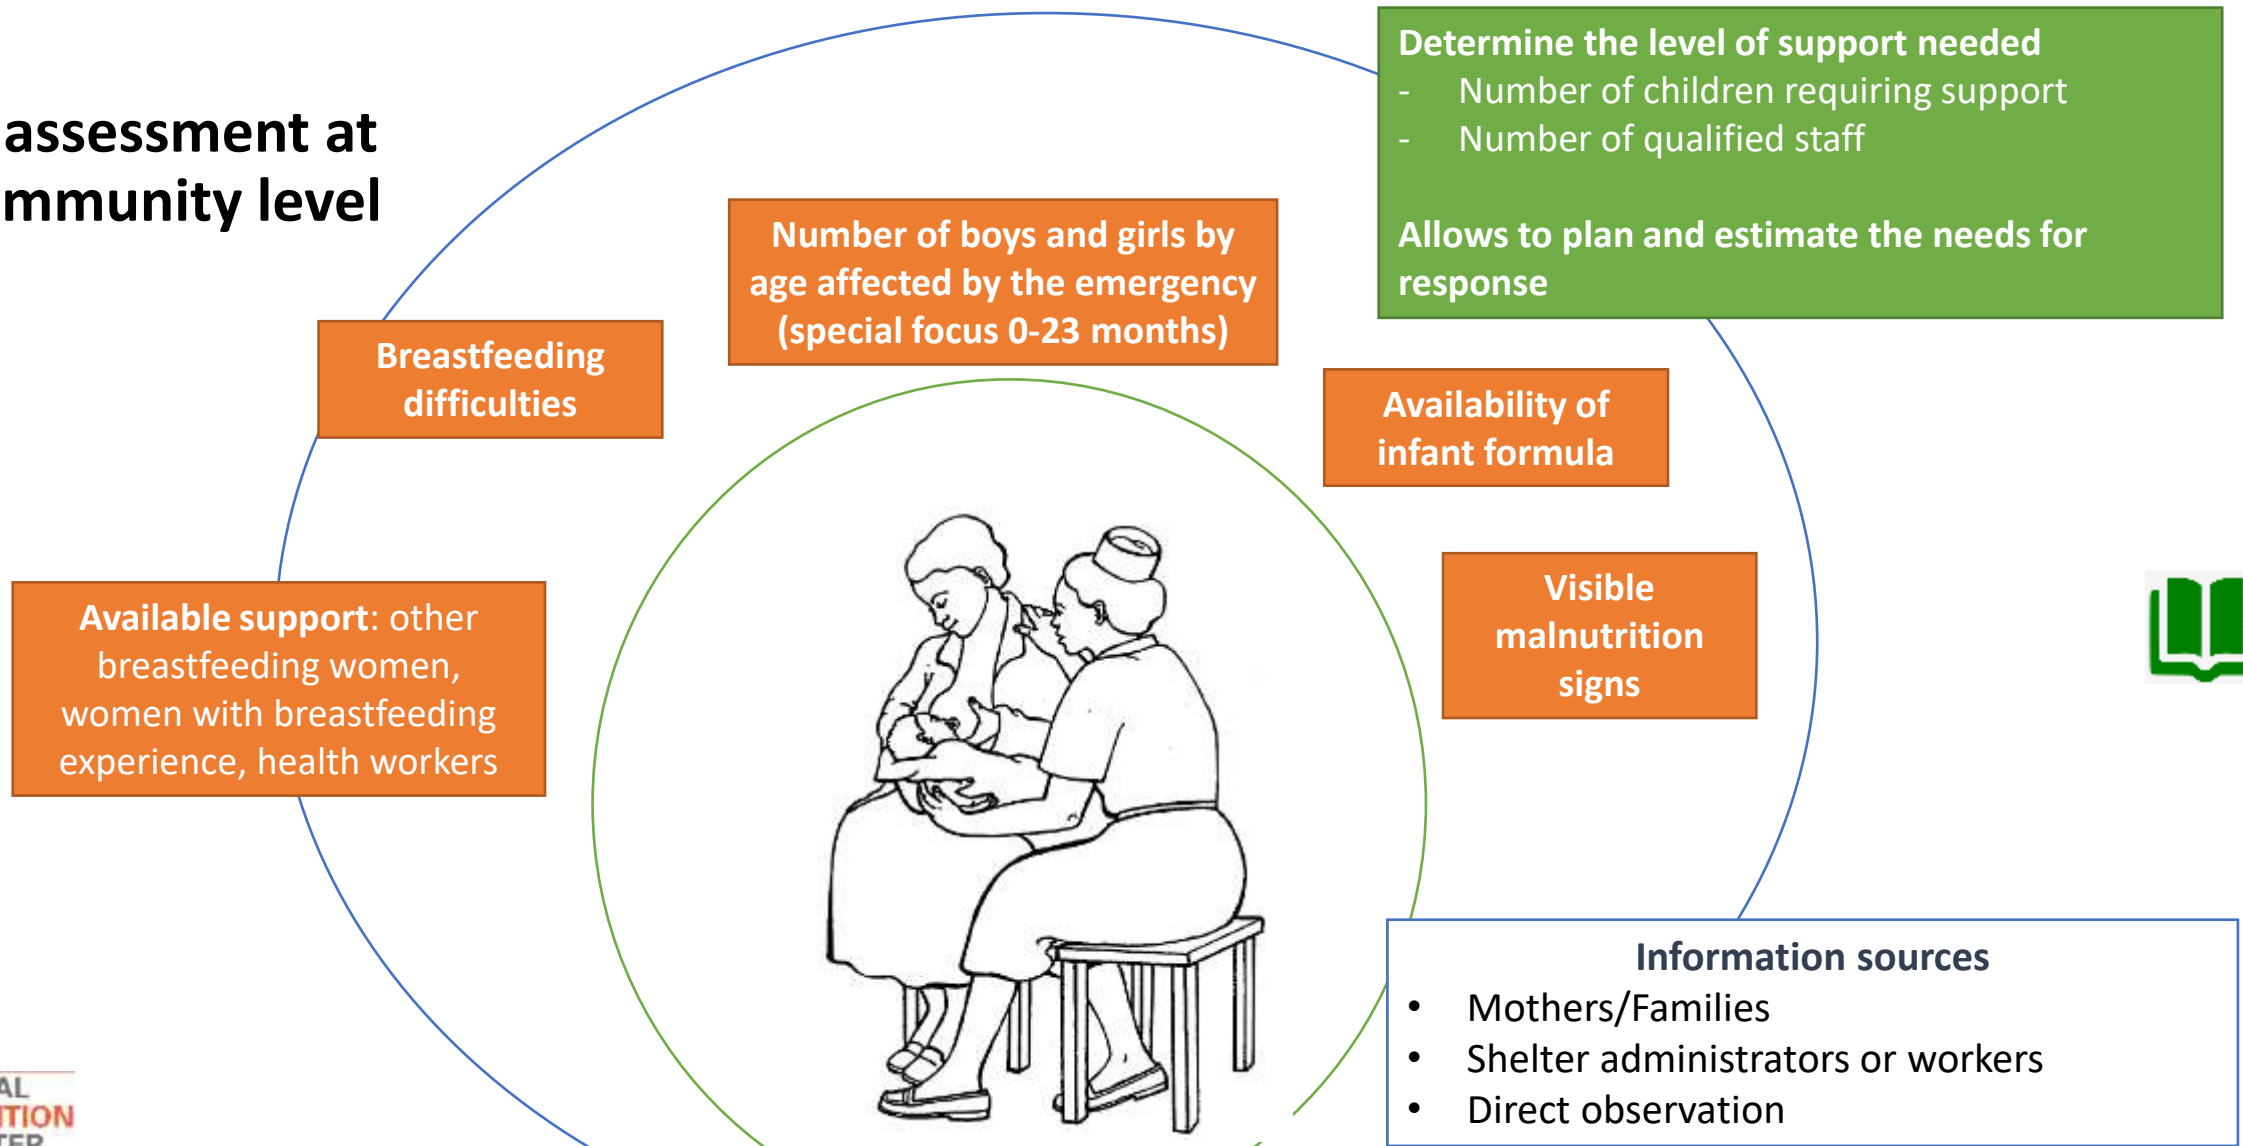 assessment at
mmunity level
Determine the level of support needed
- Number of children requiring support
- Number of qualified staff
Allows to plan and estimate the needs for
response
Number of boys and girls by
age affected by the emergency
(special focus 0-23 months)
Breastfeeding
difficulties
Availability of
infant formula
Available support: other
breastfeeding women,
women with breastfeeding
experience, health workers
Visible
malnutrition
signs
Information sources
• Mothers/Families
• Shelter administrators or workers
• Direct observation
AL
ITION
TER